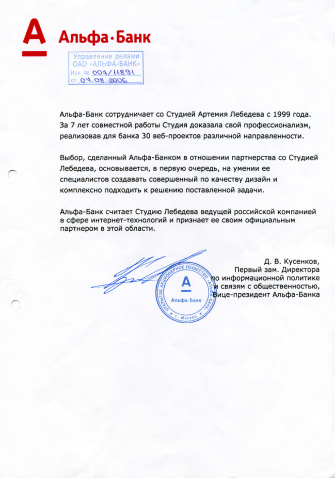 А Альфа·Банк
Управление делами
ОАО «АЛЬФА-БАНК»
Исх. № 004/11891
от 04.08.2006
Альфа-Банк сотрудничает со Студией Артемия Лебедева с 1999 года.
За 7 лет совместной работы Студия доказала свой профессионализм,
реализовав для банка 30 веб-проектов различной направленности.
Выбор, сделанный Альфа-Банком в отношении партнерства со Студией
Лебедева, основывается, в первую очередь, на умении ее
специалистов создавать совершенный по качеству дизайн и
комплексно подходить к решению поставленной задачи.
Альфа-Банк считает Студию Лебедева ведущей российской компанией
в сфере интернет-технологий и признает ее своим официальным
партнером в этой области.
Д. В. Кусенков,
Первый зам. Директора
по информационной политике
и связям с общественностью,
Вице-президент Альфа-Банка
А
Альфа-Банк
г. Москва